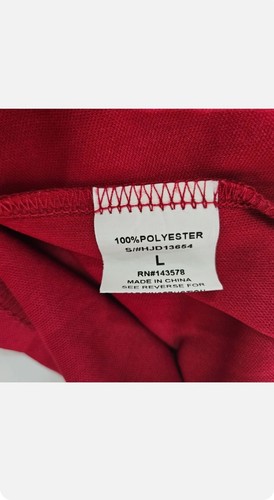 100%POLYESTER
S/#HJD13654
L
RN#143578
MADE IN CHINA
SEE REVERSE FOR